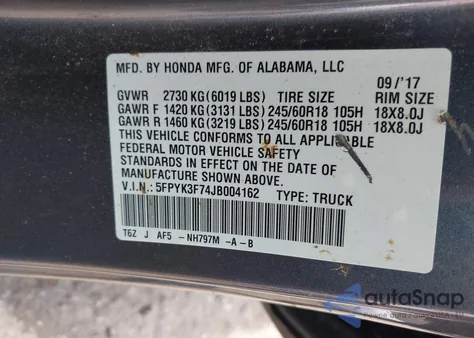 MFD. BY HONDA MFG. OF ALABAMA, LLC 09/'17
GVWR 2730 KG(6019 LBS) TIRE SIZE RIM SIZE
GAWR F 1420 KG(3131 LBS) 245/60R18 105H 18X8.0J
GAWR R 1460 KG(3219 LBS) 245/60R18 105H 18X8.0J
THIS VEHICLE CONFORMS TO ALL APPLICABLE
FEDERAL MOTOR VEHICLE SAFETY
STANDARDS IN EFFECT ON THE DATE OF
MANUFACTURE SHOWN ABOVE.
V.I.N.: 5FPYK3F74JB004162 TYPE: TRUCK
T6Z J AF5 -NH797M -A-B
autoSnap